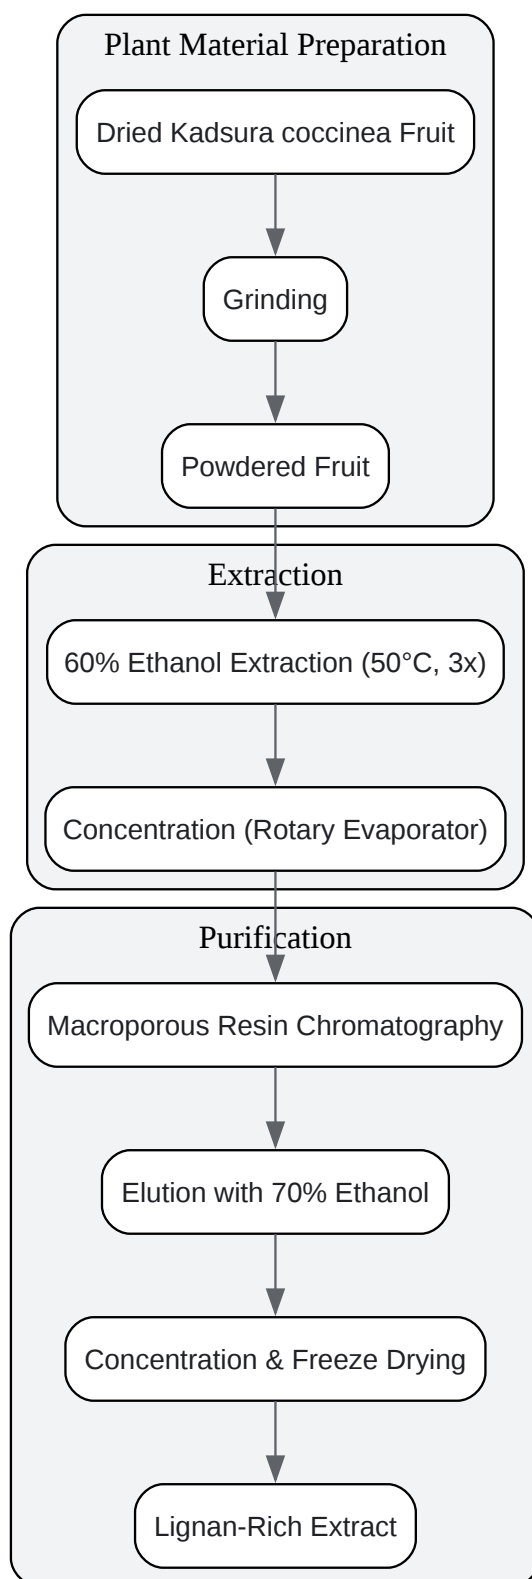 Plant Material Preparation
Dried Kadsura coccinea Fruit
Grinding
Powdered Fruit
Extraction
60% Ethanol Extraction (50°C, 3x)
Concentration (Rotary Evaporator)
Purification
Macroporous Resin Chromatography
Elution with 70% Ethanol
Concentration & Freeze Drying
Lignan-Rich Extract